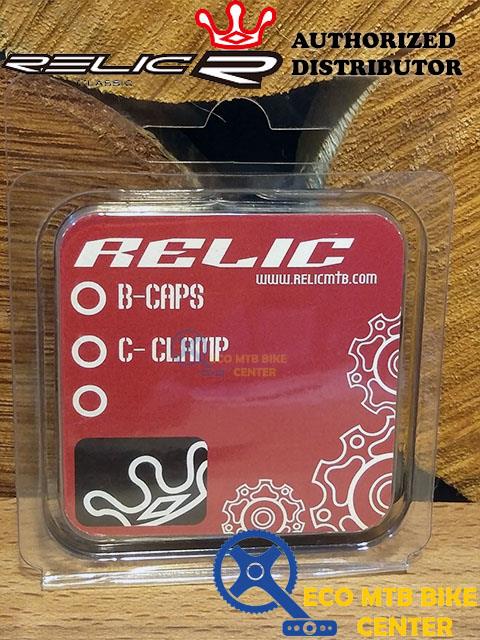 RELIC R
CLASSIC
AUTHORIZED
DISTRIBUTOR
RELIC
WWW.RELICMTB.COM
B-CAPS
C-CLAMP
ECO MTB BIKE
CENTER
ECO MTB BIKE
CENTER